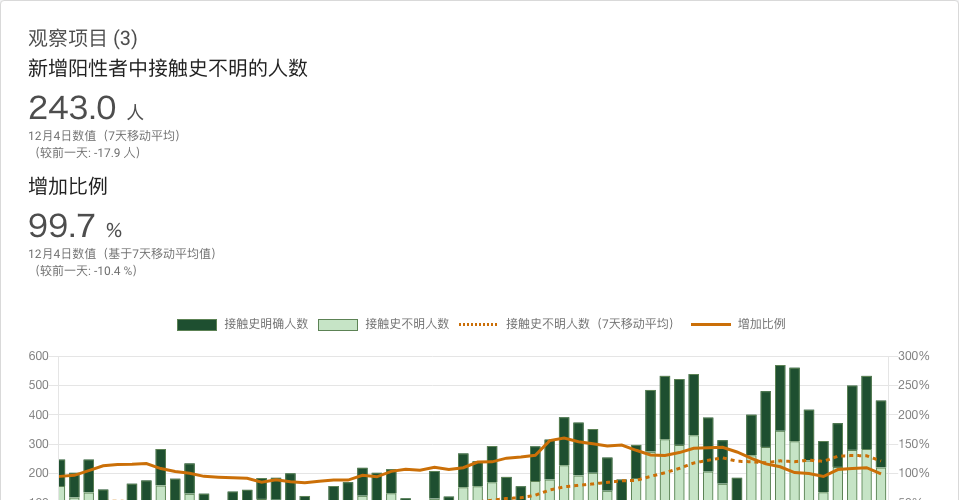 观察项目 (3)
新增阳性者中接触史不明的人数
243.0 人
12月4日数值（7天移动平均）
（较前一天: -17.9 人）
增加比例
99.7 %
12月4日数值（基于7天移动平均值）
（较前一天: -10.4 %）
接触史明确人数 接触史不明人数 接触史不明人数（7天移动平均） 增加比例
600 300%
500 250%
400 200%
300 150%
200 100%